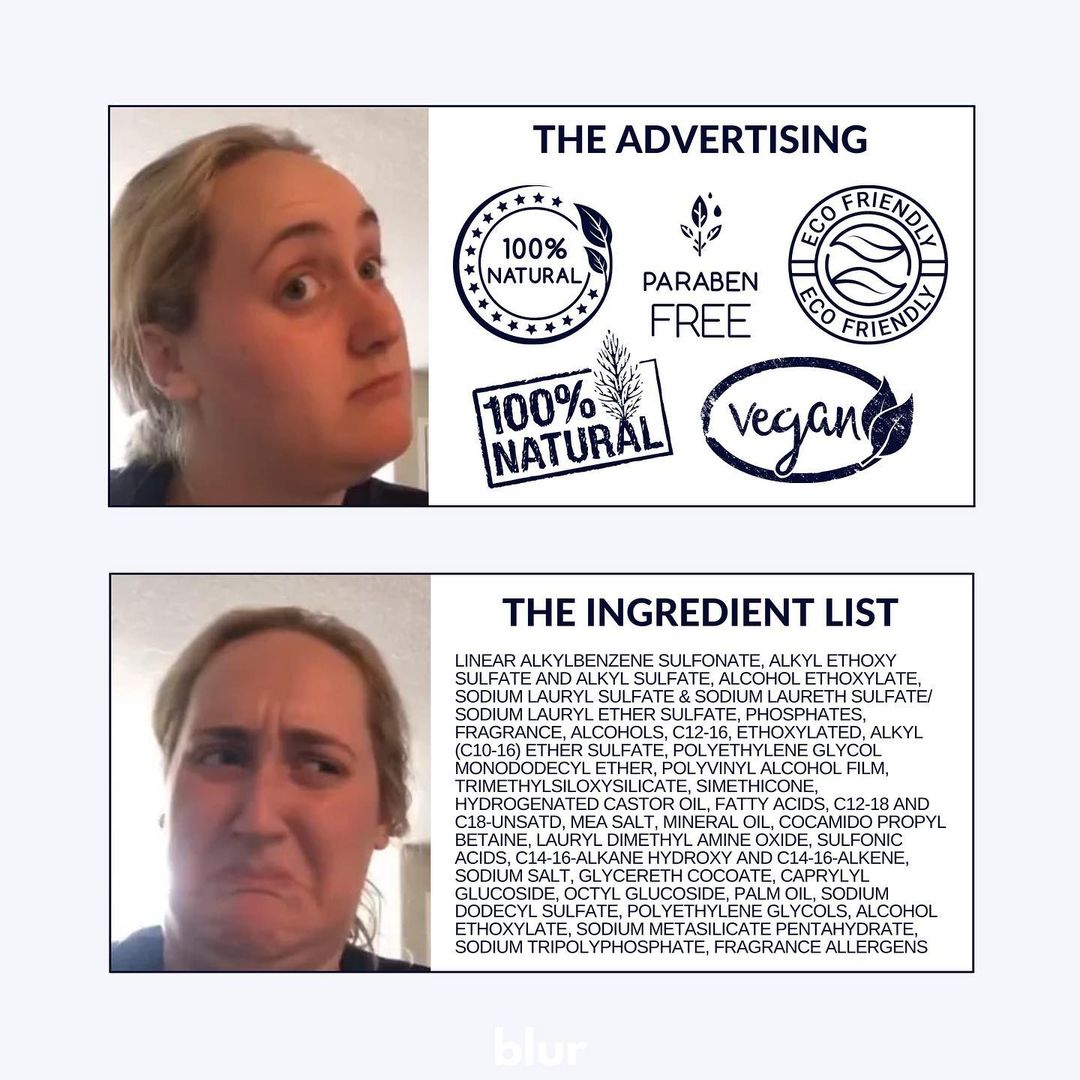 THE ADVERTISING
100%
NATURAL
PARABEN
FREE
ECO FRIENDLY
ECO FRIENDLY
100%
NATURAL
vegan
THE INGREDIENT LIST
LINEAR ALKYLBENZENE SULFONATE, ALKYL ETHOXY
SULFATE AND ALKYL SULFATE, ALCOHOL ETHOXYLATE,
SODIUM LAURYL SULFATE & SODIUM LAURETH SULFATE/
SODIUM LAURYL ETHER SULFATE, PHOSPHATES,
FRAGRANCE, ALCOHOLS, C12-16, ETHOXYLATED, ALKYL
(C10-16) ETHER SULFATE, POLYETHYLENE GLYCOL
MONODODECYL ETHER, POLYVINYL ALCOHOL FILM,
TRIMETHYLSILOXYSILICATE, SIMETHICONE,
HYDROGENATED CASTOR OIL, FATTY ACIDS, C12-18 AND
C18-UNSATD, MEA SALT, MINERAL OIL, COCAMIDO PROPYL
BETAINE, LAURYL DIMETHYL AMINE OXIDE, SULFONIC
ACIDS, C14-16-ALKANE HYDROXY AND C14-16-ALKENE,
SODIUM SALT, GLYCERETH COCOATE, CAPRYLYL
GLUCOSIDE, OCTYL GLUCOSIDE, PALM OIL, SODIUM
DODECYL SULFATE, POLYETHYLENE GLYCOLS, ALCOHOL
ETHOXYLATE, SODIUM METASILICATE PENTAHYDRATE,
SODIUM TRIPOLYPHOSPHATE, FRAGRANCE ALLERGENS
blur